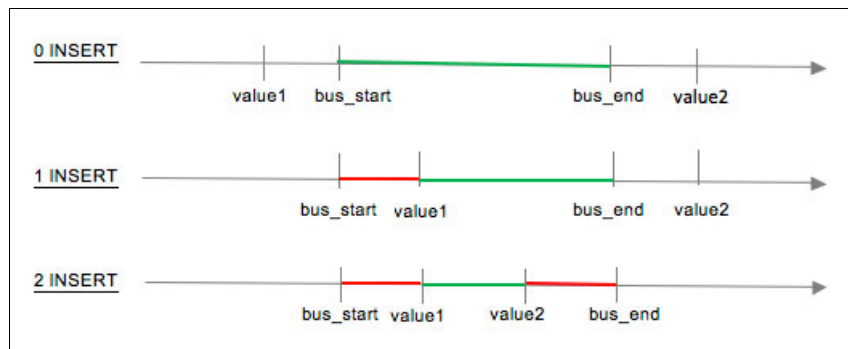 0 INSERT
value1 bus_start bus_end value2
1 INSERT
bus_start value1 bus_end value2
2 INSERT
bus_start value1 value2 bus_end